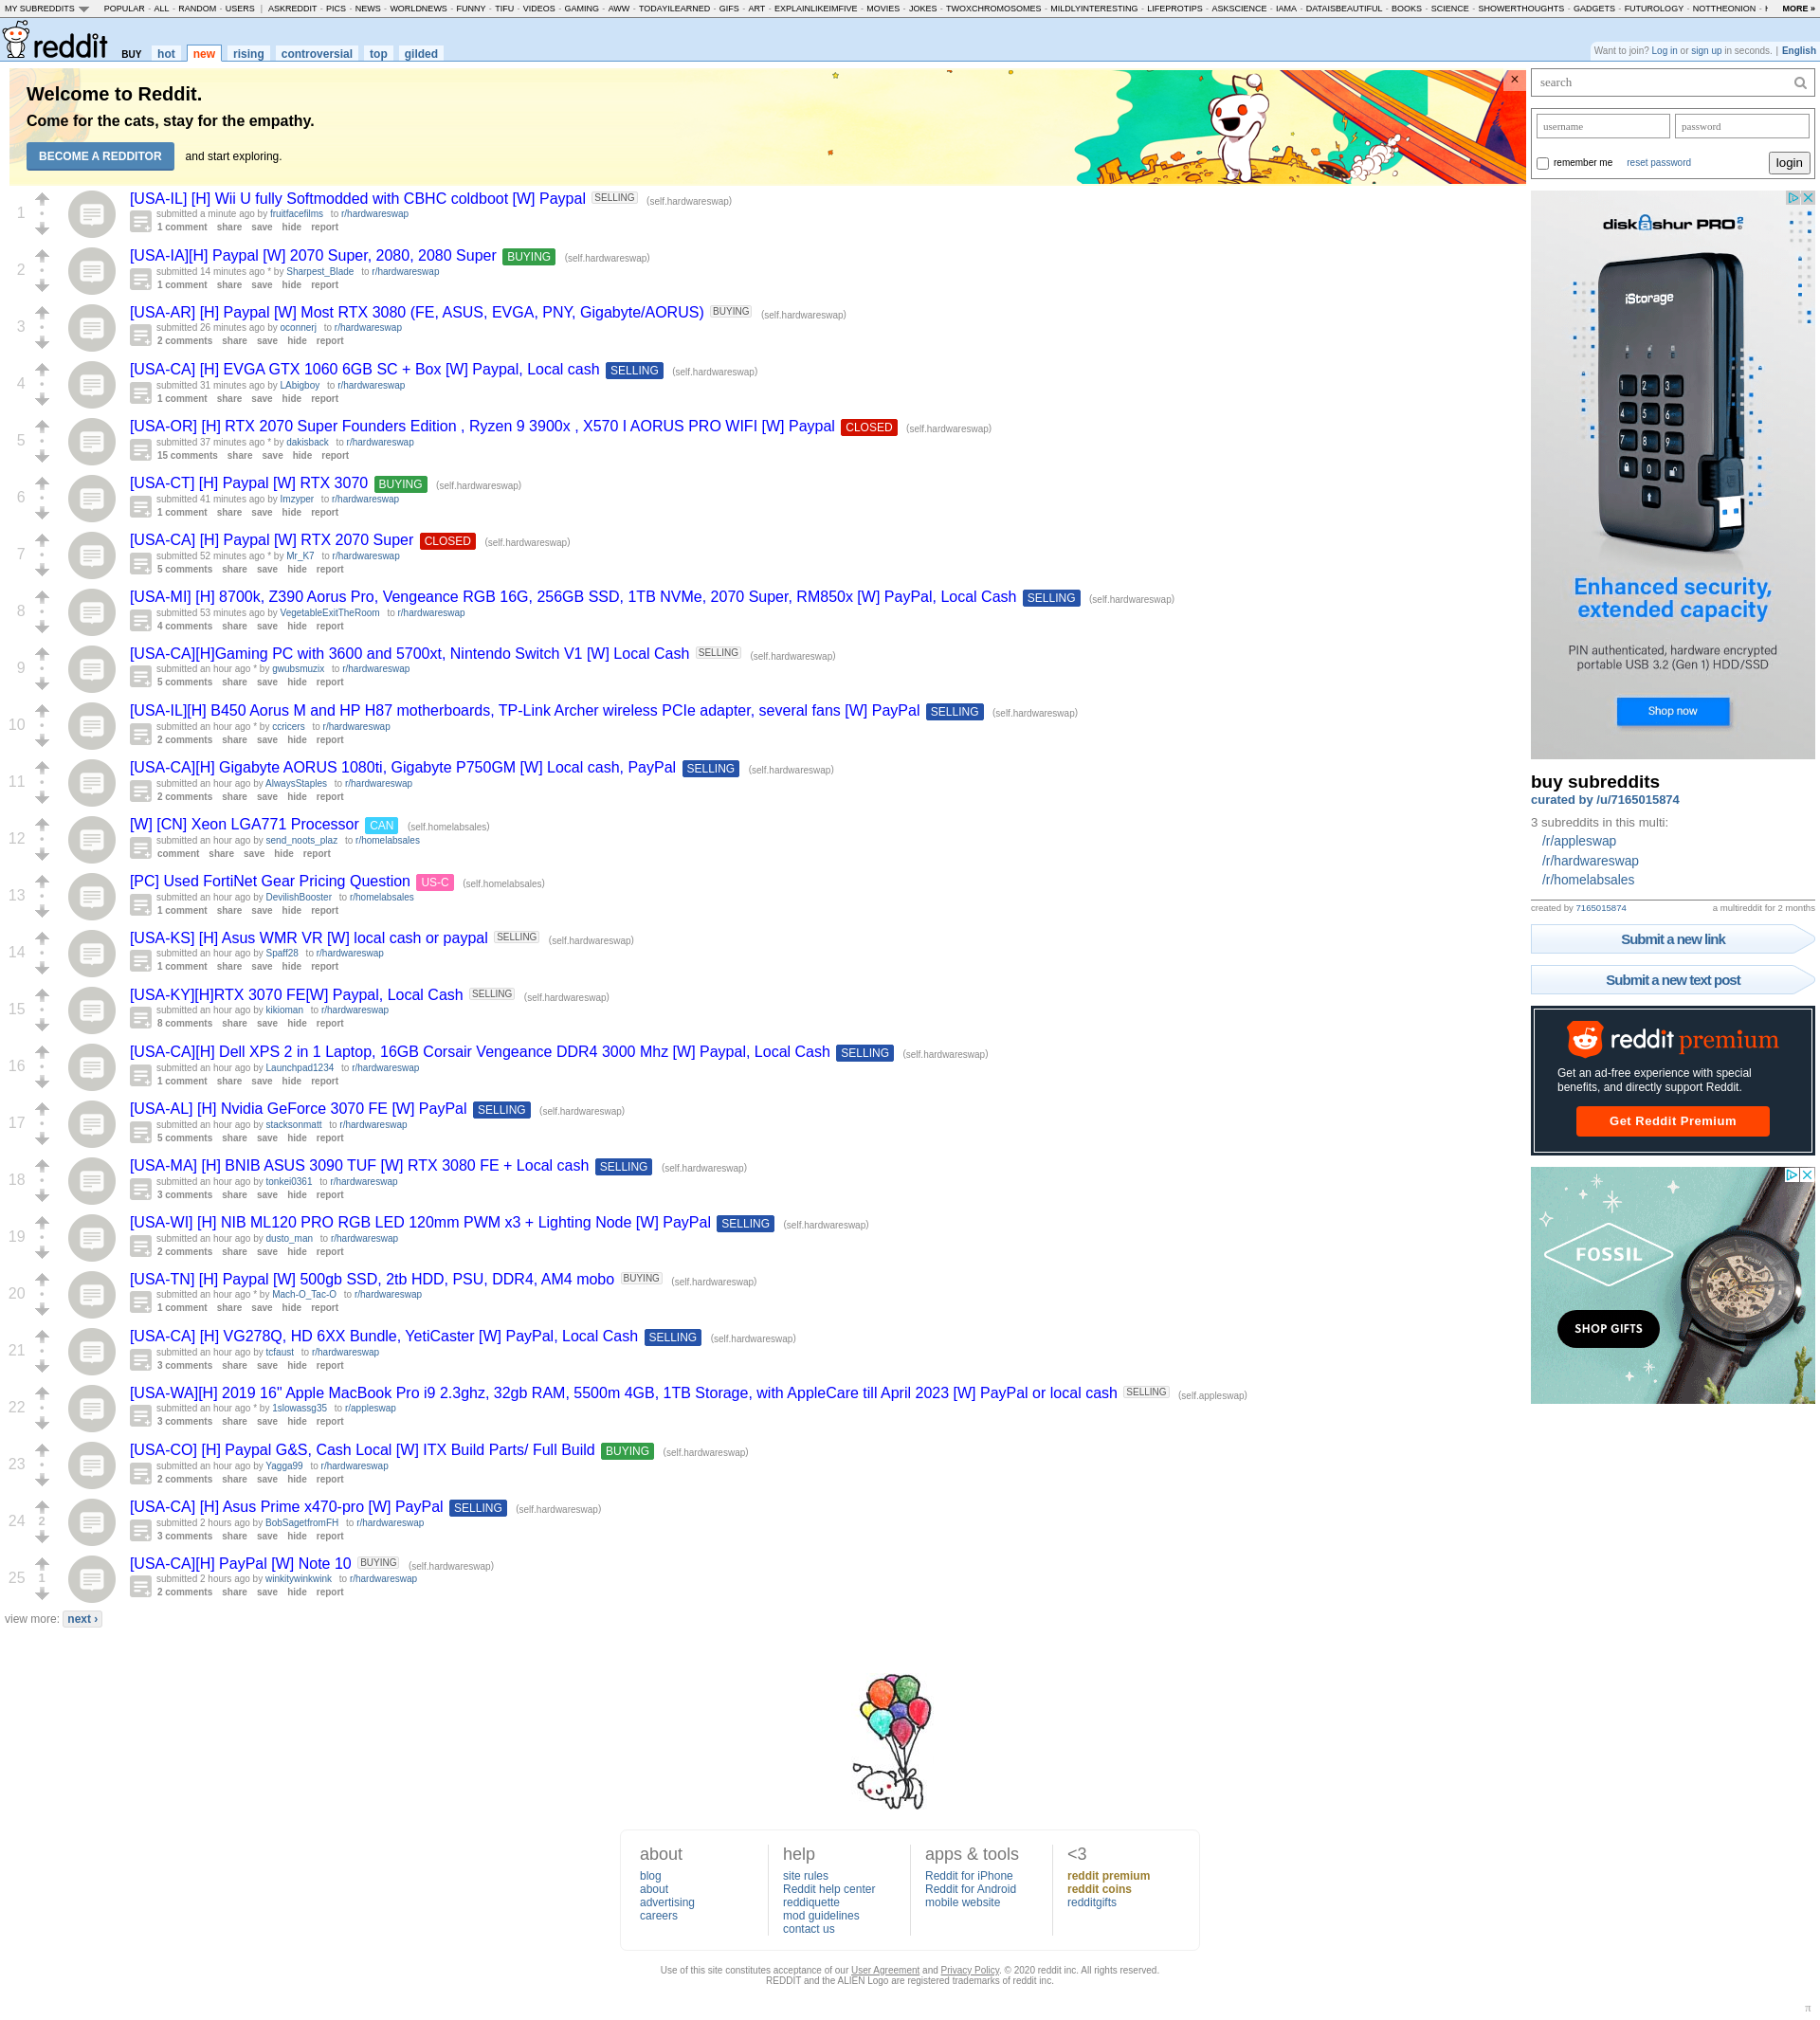 MY SUBREDDITS POPULAR - ALL - RANDOM - USERS | ASKREDDIT - PICS - NEWS - WORLDNEWS - FUNNY - TIFU - VIDEOS - GAMING - AWW - TODAYILEARNED - GIFS - ART - EXPLAINLIKEIMFIVE - MOVIES - JOKES - TWOXCHROMOSOMES - MILDLYINTERESTING - LIFEPROTIPS - ASKSCIENCE - IAMA - DATAISBEAUTIFUL - BOOKS - SCIENCE - SHOWERTHOUGHTS - GADGETS - FUTUROLOGY - NOTTHEONION - MORE »
reddit BUY hot new rising controversial top gilded
Want to join? Log in or sign up in seconds. | English
Welcome to Reddit.
Come for the cats, stay for the empathy.
BECOME A REDDITOR and start exploring.
×
1
[USA-IL] [H] Wii U fully Softmodded with CBHC coldboot [W] Paypal SELLING (self.hardwareswap)
submitted a minute ago by fruitfacefilms to r/hardwareswap
1 comment share save hide report
2
[USA-IA][H] Paypal [W] 2070 Super, 2080, 2080 Super BUYING (self.hardwareswap)
submitted 14 minutes ago * by Sharpest_Blade to r/hardwareswap
1 comment share save hide report
3
[USA-AR] [H] Paypal [W] Most RTX 3080 (FE, ASUS, EVGA, PNY, Gigabyte/AORUS) BUYING (self.hardwareswap)
submitted 26 minutes ago by oconnerj to r/hardwareswap
2 comments share save hide report
4
[USA-CA] [H] EVGA GTX 1060 6GB SC + Box [W] Paypal, Local cash SELLING (self.hardwareswap)
submitted 31 minutes ago by LAbigboy to r/hardwareswap
1 comment share save hide report
5
[USA-OR] [H] RTX 2070 Super Founders Edition , Ryzen 9 3900x , X570 I AORUS PRO WIFI [W] Paypal CLOSED (self.hardwareswap)
submitted 37 minutes ago * by dakisback to r/hardwareswap
15 comments share save hide report
6
[USA-CT] [H] Paypal [W] RTX 3070 BUYING (self.hardwareswap)
submitted 41 minutes ago by Imzyper to r/hardwareswap
1 comment share save hide report
7
[USA-CA] [H] Paypal [W] RTX 2070 Super CLOSED (self.hardwareswap)
submitted 52 minutes ago * by Mr_K7 to r/hardwareswap
5 comments share save hide report
8
[USA-MI] [H] 8700k, Z390 Aorus Pro, Vengeance RGB 16G, 256GB SSD, 1TB NVMe, 2070 Super, RM850x [W] PayPal, Local Cash SELLING (self.hardwareswap)
submitted 53 minutes ago by VegetableExitTheRoom to r/hardwareswap
4 comments share save hide report
9
[USA-CA][H]Gaming PC with 3600 and 5700xt, Nintendo Switch V1 [W] Local Cash SELLING (self.hardwareswap)
submitted an hour ago * by gwubsmuzix to r/hardwareswap
5 comments share save hide report
10
[USA-IL][H] B450 Aorus M and HP H87 motherboards, TP-Link Archer wireless PCIe adapter, several fans [W] PayPal SELLING (self.hardwareswap)
submitted an hour ago * by ccricers to r/hardwareswap
2 comments share save hide report
11
[USA-CA][H] Gigabyte AORUS 1080ti, Gigabyte P750GM [W] Local cash, PayPal SELLING (self.hardwareswap)
submitted an hour ago by AlwaysStaples to r/hardwareswap
2 comments share save hide report
12
[W] [CN] Xeon LGA771 Processor CAN (self.homelabsales)
submitted an hour ago by send_noots_plaz to r/homelabsales
comment share save hide report
13
[PC] Used FortiNet Gear Pricing Question US-C (self.homelabsales)
submitted an hour ago by DevilishBooster to r/homelabsales
1 comment share save hide report
14
[USA-KS] [H] Asus WMR VR [W] local cash or paypal SELLING (self.hardwareswap)
submitted an hour ago by Spaff28 to r/hardwareswap
1 comment share save hide report
15
[USA-KY][H]RTX 3070 FE[W] Paypal, Local Cash SELLING (self.hardwareswap)
submitted an hour ago by kikioman to r/hardwareswap
8 comments share save hide report
16
[USA-CA][H] Dell XPS 2 in 1 Laptop, 16GB Corsair Vengeance DDR4 3000 Mhz [W] Paypal, Local Cash SELLING (self.hardwareswap)
submitted an hour ago by Launchpad1234 to r/hardwareswap
1 comment share save hide report
17
[USA-AL] [H] Nvidia GeForce 3070 FE [W] PayPal SELLING (self.hardwareswap)
submitted an hour ago by stacksonmatt to r/hardwareswap
5 comments share save hide report
18
[USA-MA] [H] BNIB ASUS 3090 TUF [W] RTX 3080 FE + Local cash SELLING (self.hardwareswap)
submitted an hour ago by tonkei0361 to r/hardwareswap
3 comments share save hide report
19
[USA-WI] [H] NIB ML120 PRO RGB LED 120mm PWM x3 + Lighting Node [W] PayPal SELLING (self.hardwareswap)
submitted an hour ago by dusto_man to r/hardwareswap
2 comments share save hide report
20
[USA-TN] [H] Paypal [W] 500gb SSD, 2tb HDD, PSU, DDR4, AM4 mobo BUYING (self.hardwareswap)
submitted an hour ago * by Mach-O_Tac-O to r/hardwareswap
1 comment share save hide report
21
[USA-CA] [H] VG278Q, HD 6XX Bundle, YetiCaster [W] PayPal, Local Cash SELLING (self.hardwareswap)
submitted an hour ago by tcfaust to r/hardwareswap
3 comments share save hide report
22
[USA-WA][H] 2019 16" Apple MacBook Pro i9 2.3ghz, 32gb RAM, 5500m 4GB, 1TB Storage, with AppleCare till April 2023 [W] PayPal or local cash SELLING (self.appleswap)
submitted an hour ago * by 1slowassg35 to r/appleswap
3 comments share save hide report
23
[USA-CO] [H] Paypal G&S, Cash Local [W] ITX Build Parts/ Full Build BUYING (self.hardwareswap)
submitted an hour ago by Yagga99 to r/hardwareswap
2 comments share save hide report
24 2
[USA-CA] [H] Asus Prime x470-pro [W] PayPal SELLING (self.hardwareswap)
submitted 2 hours ago by BobSagetfromFH to r/hardwareswap
3 comments share save hide report
25 1
[USA-CA][H] PayPal [W] Note 10 BUYING (self.hardwareswap)
submitted 2 hours ago by winkitywinkwink to r/hardwareswap
2 comments share save hide report
view more: next ›
search
username password
remember me reset password login
diskAshur PRO²
iStorage
1 2 3
4 5 6
7 8 9
0
Enhanced security,
extended capacity
PIN authenticated, hardware encrypted
portable USB 3.2 (Gen 1) HDD/SSD
Shop now
buy subreddits
curated by /u/7165015874
3 subreddits in this multi:
/r/appleswap
/r/hardwareswap
/r/homelabsales
created by 7165015874 a multireddit for 2 months
Submit a new link
Submit a new text post
reddit premium
Get an ad-free experience with special
benefits, and directly support Reddit.
Get Reddit Premium
FOSSIL
SHOP GIFTS
about
blog
about
advertising
careers
help
site rules
Reddit help center
reddiquette
mod guidelines
contact us
apps & tools
Reddit for iPhone
Reddit for Android
mobile website
<3
reddit premium
reddit coins
redditgifts
Use of this site constitutes acceptance of our User Agreement and Privacy Policy. © 2020 reddit inc. All rights reserved.
REDDIT and the ALIEN Logo are registered trademarks of reddit inc.
π